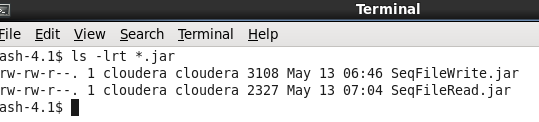 Terminal
File Edit View Search Terminal Help
ash-4.1$ ls -lrt *.jar
rw-rw-r--. 1 cloudera cloudera 3108 May 13 06:46 SeqFileWrite.jar
rw-rw-r--. 1 cloudera cloudera 2327 May 13 07:04 SeqFileRead.jar
ash-4.1$